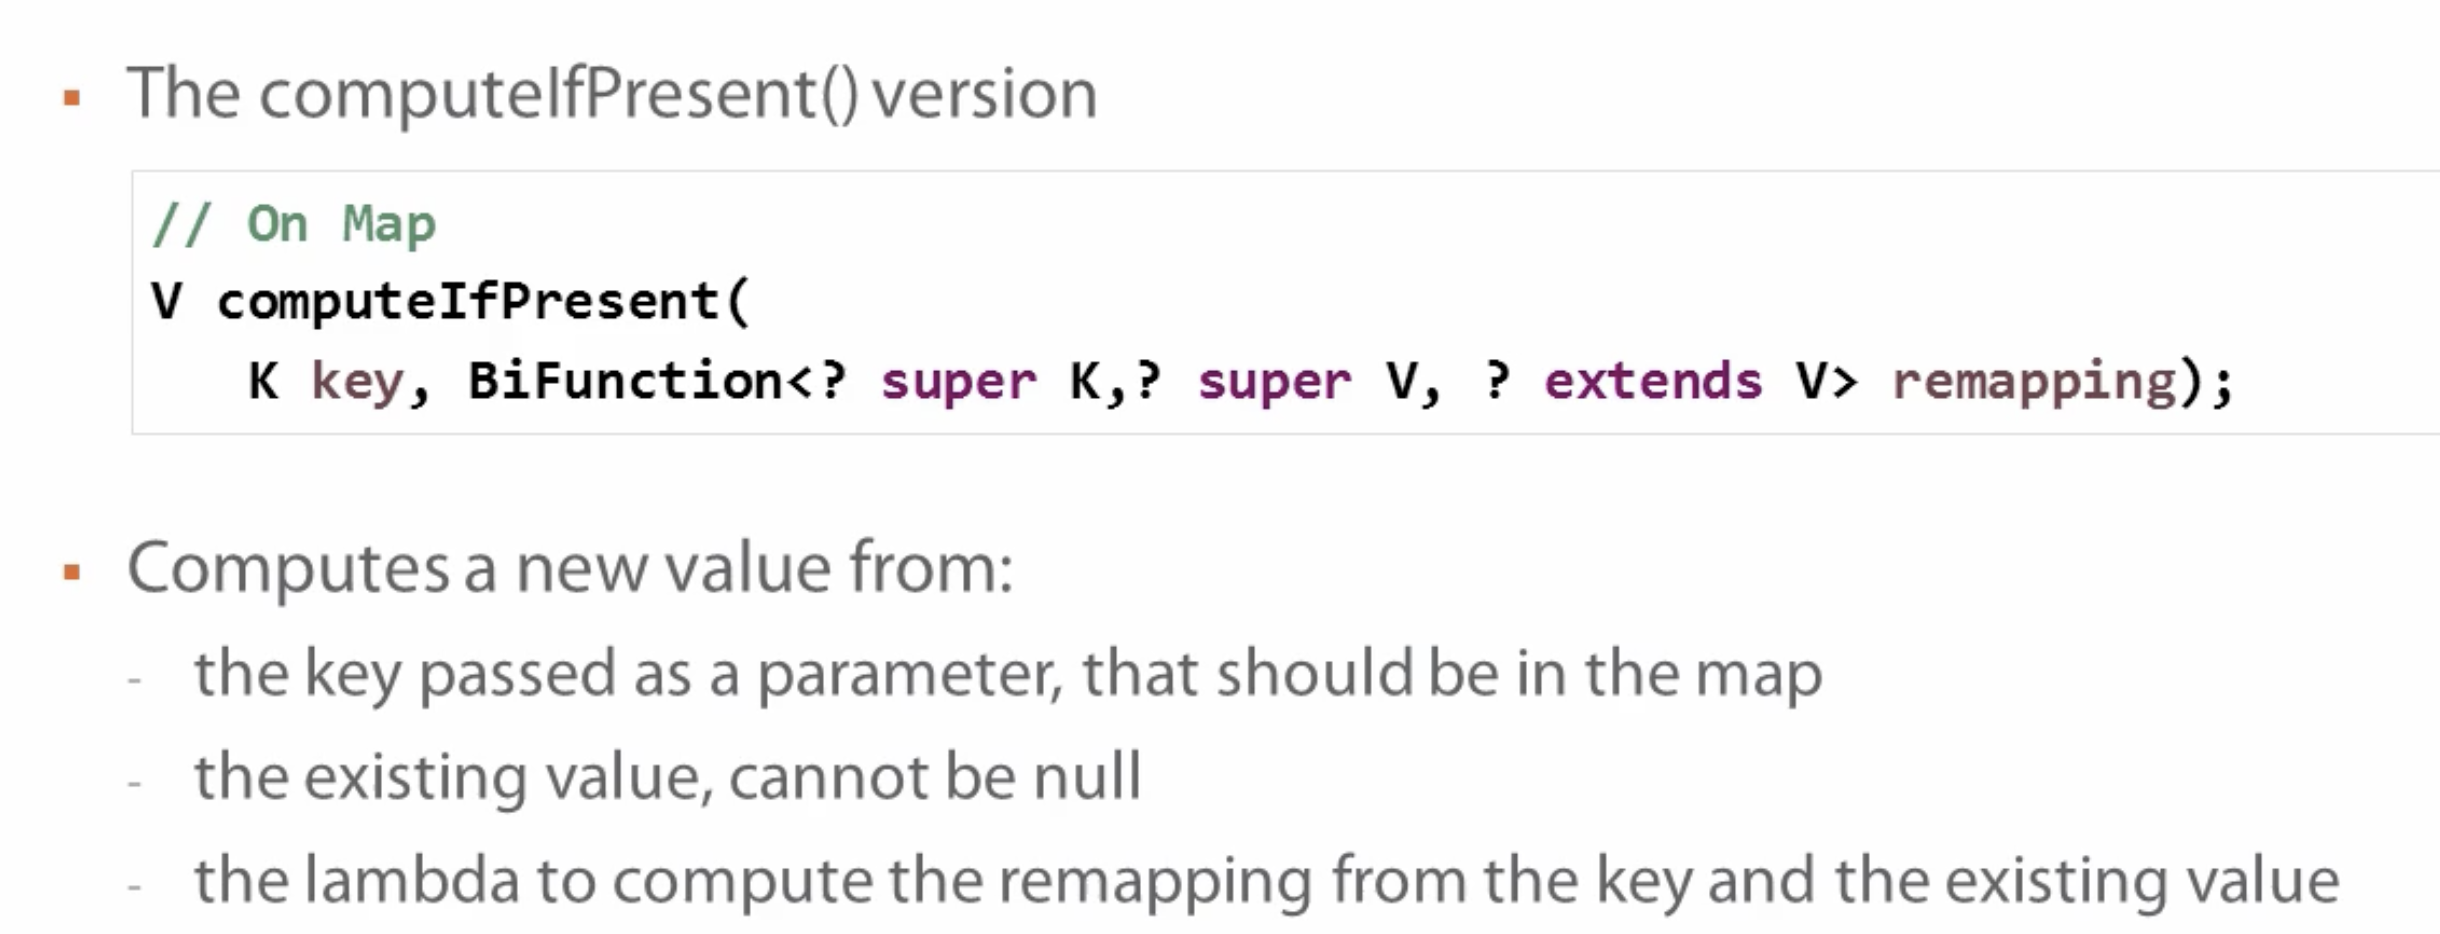 ▪ The computeIfPresent() version
// On Map
V computeIfPresent(
K key, BiFunction<? super K,? super V, ? extends V> remapping);
▪ Computes a new value from:
- the key passed as a parameter, that should be in the map
- the existing value, cannot be null
- the lambda to compute the remapping from the key and the existing value